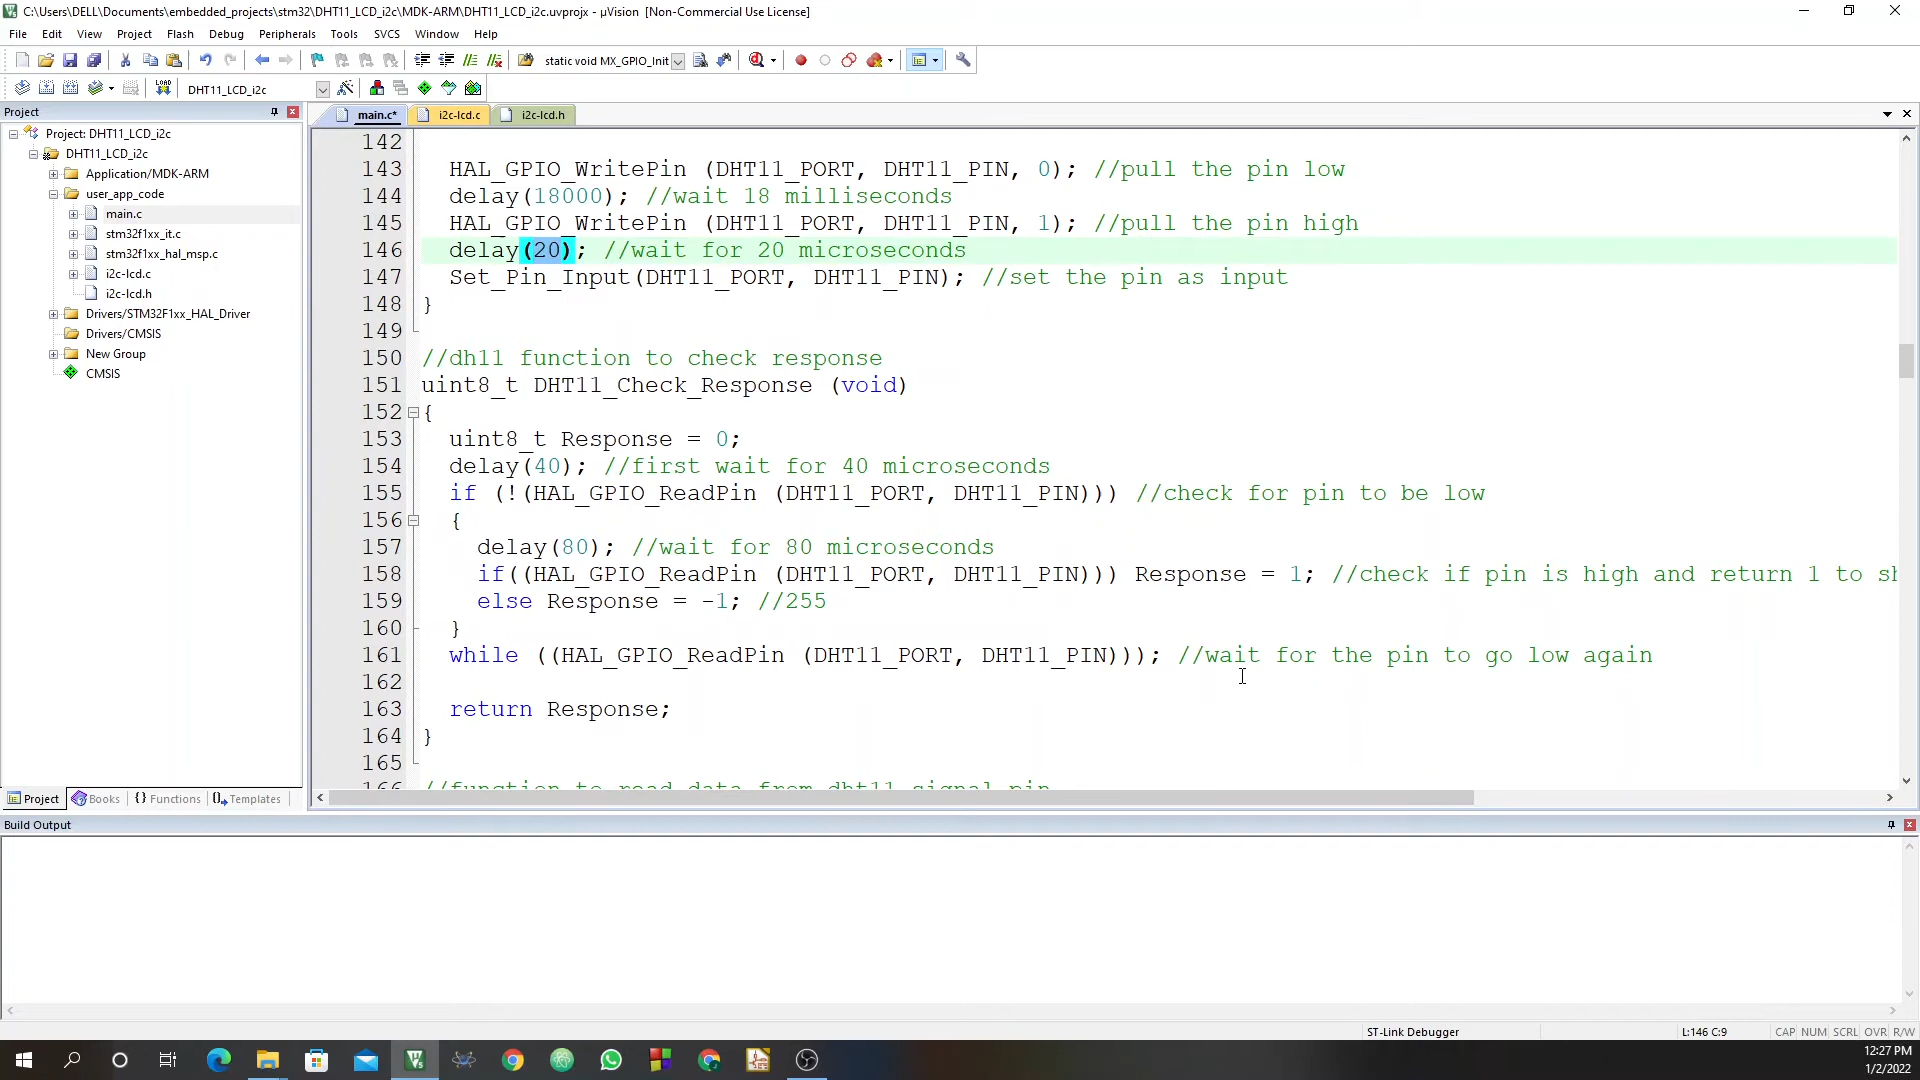 C:\Users\DELL\Documents\embedded_projects\stm32\DHT11_LCD_i2c\MDK-ARM\DHT11_LCD_i2c.uvprojx - µVision [Non-Commercial Use License]
File Edit View Project Flash Debug Peripherals Tools SVCS Window Help
static void MX_GPIO_Init
LOAD DHT11_LCD_i2c
Project
main.c* i2c-lcd.c i2c-lcd.h
Project: DHT11_LCD_i2c
DHT11_LCD_i2c
Application/MDK-ARM
user_app_code
main.c
stm32f1xx_it.c
stm32f1xx_hal_msp.c
i2c-lcd.c
i2c-lcd.h
Drivers/STM32F1xx_HAL_Driver
Drivers/CMSIS
New Group
CMSIS
142
143 HAL_GPIO_WritePin (DHT11_PORT, DHT11_PIN, 0); //pull the pin low
144 delay(18000); //wait 18 milliseconds
145 HAL_GPIO_WritePin (DHT11_PORT, DHT11_PIN, 1); //pull the pin high
146 delay(20); //wait for 20 microseconds
147 Set_Pin_Input(DHT11_PORT, DHT11_PIN); //set the pin as input
148 }
149
150 //dh11 function to check response
151 uint8_t DHT11_Check_Response (void)
152 {
153 uint8_t Response = 0;
154 delay(40); //first wait for 40 microseconds
155 if (!(HAL_GPIO_ReadPin (DHT11_PORT, DHT11_PIN))) //check for pin to be low
156 {
157 delay(80); //wait for 80 microseconds
158 if((HAL_GPIO_ReadPin (DHT11_PORT, DHT11_PIN))) Response = 1; //check if pin is high and return 1 to sh
159 else Response = -1; //255
160 }
161 while ((HAL_GPIO_ReadPin (DHT11_PORT, DHT11_PIN))); //wait for the pin to go low again
162
163 return Response;
164 }
165
166 //function to read data from dht11 signal pin
Project Books {} Functions Templates
Build Output
ST-Link Debugger L:146 C:9 CAP NUM SCRL OVR R/W
12:27 PM
1/2/2022